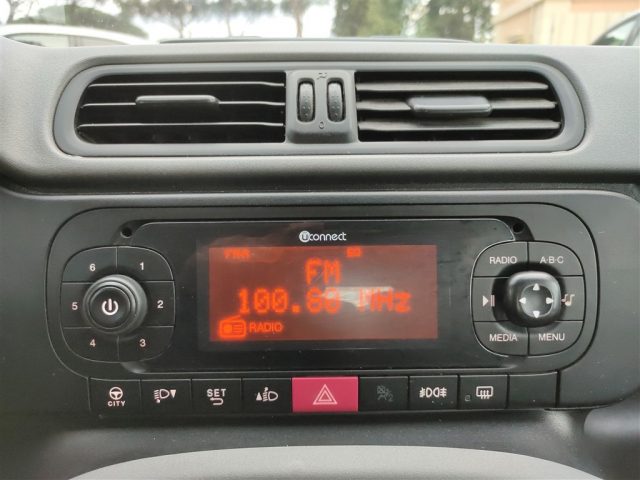 uconnect
FM
100.60 MHz
RADIO
6 1
5 2
4 3
RADIO A·B·C
MEDIA MENU
CITY
SET